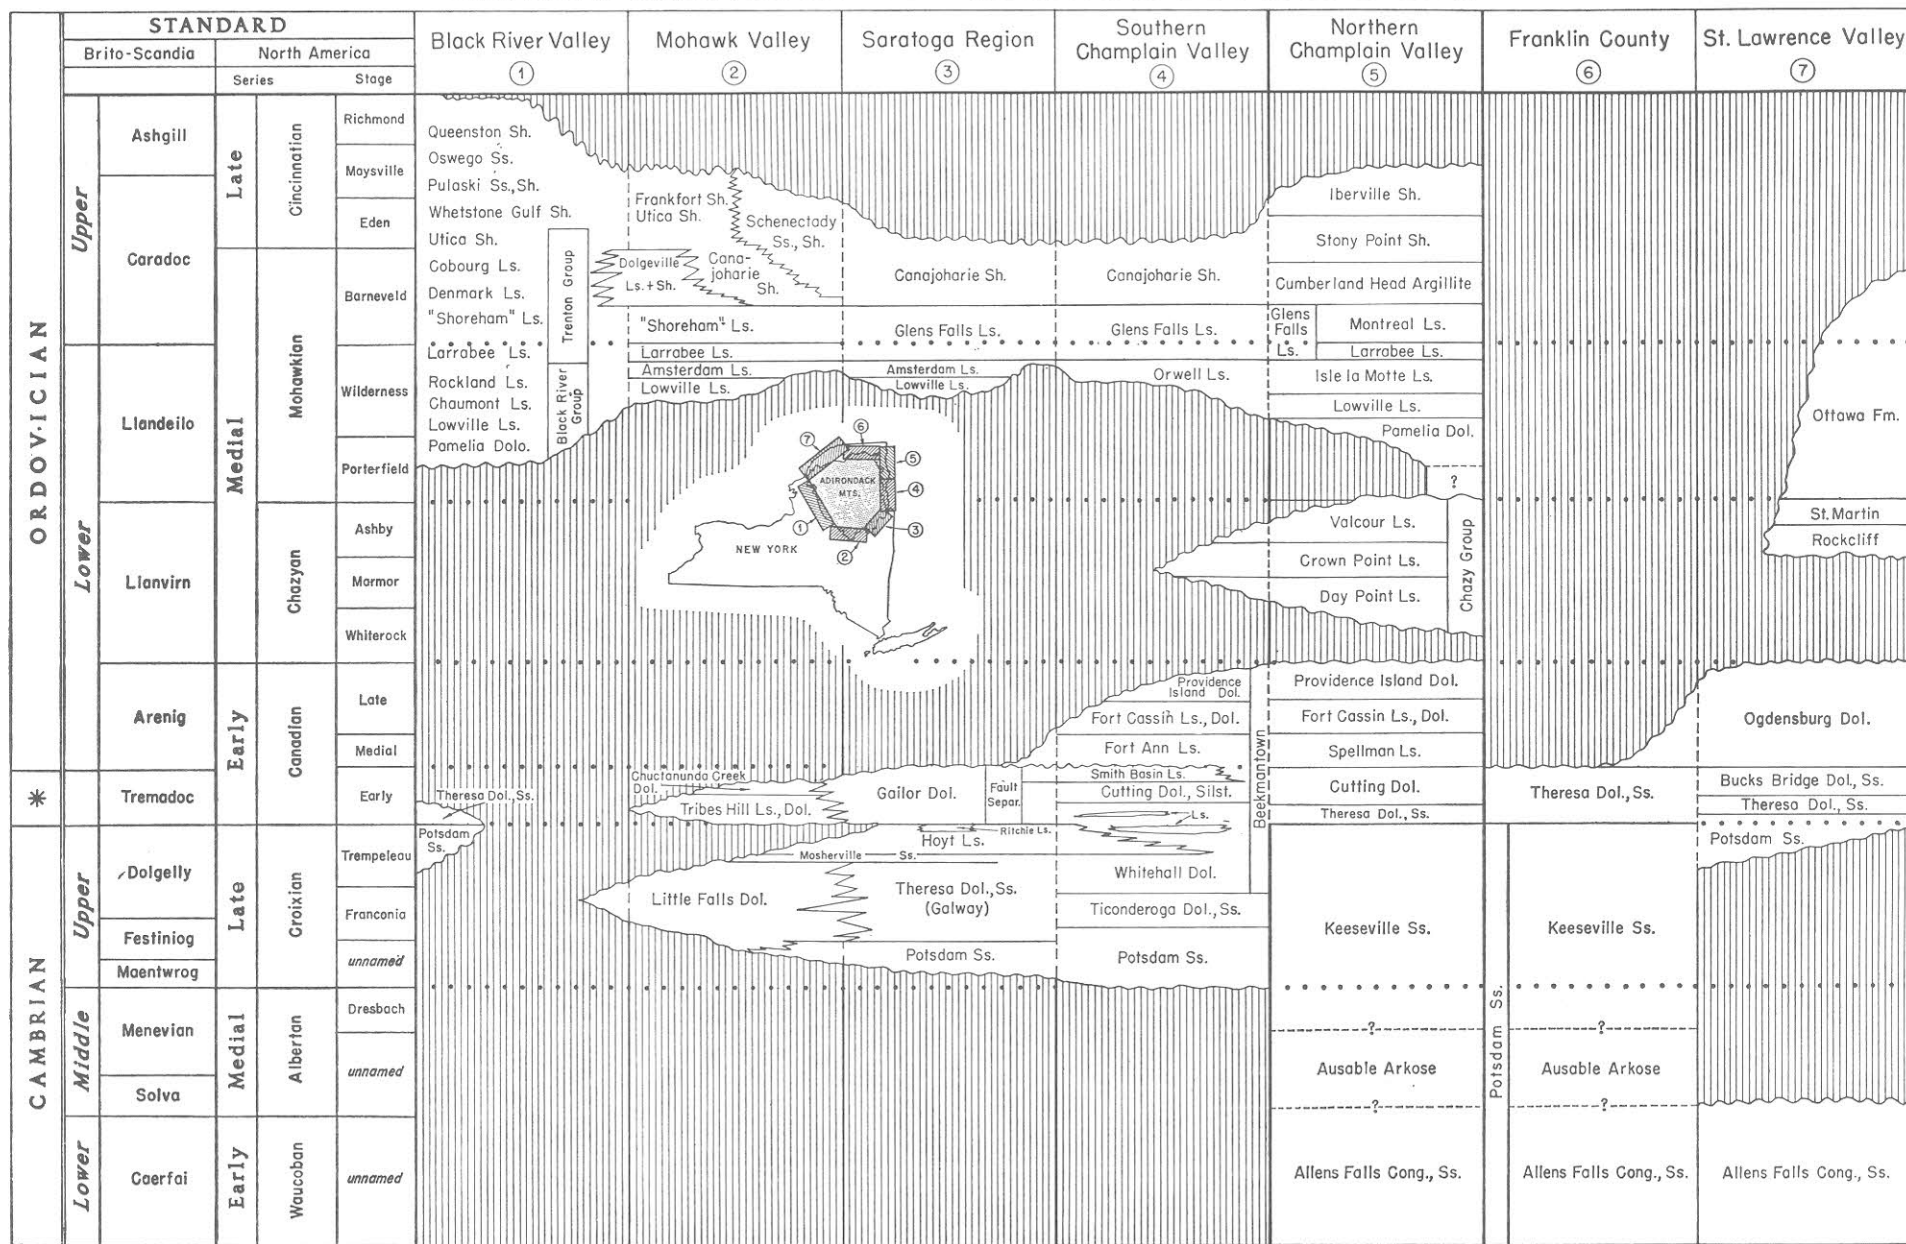 STANDARD
Brito-Scandia
North America
Series
Stage
Black River Valley
①
Mohawk Valley
②
Saratoga Region
③
Southern
Champlain Valley
④
Northern
Champlain Valley
⑤
Franklin County
⑥
St. Lawrence Valley
⑦
ORDOVICIAN
*
CAMBRIAN
Upper
Lower
Upper
Middle
Lower
Ashgill
Caradoc
Llandeilo
Llanvirn
Arenig
Tremadoc
Dolgelly
Festiniog
Maentwrog
Menevian
Solva
Caerfai
Late
Medial
Early
Late
Medial
Early
Cincinnatian
Mohawkian
Chazyan
Canadian
Croixian
Albertan
Waucoban
Richmond
Maysville
Eden
Barneveld
Wilderness
Porterfield
Ashby
Marmor
Whiterock
Late
Medial
Early
Trempeleau
Franconia
unnamed
Dresbach
unnamed
unnamed
Queenston Sh.
Oswego Ss.
Pulaski Ss., Sh.
Whetstone Gulf Sh.
Utica Sh.
Cobourg Ls.
Denmark Ls.
"Shoreham" Ls.
Larrabee Ls.
Rockland Ls.
Chaumont Ls.
Lowville Ls.
Pamelia Dolo.
Trenton Group
Black River
Group
Theresa Dol., Ss.
Potsdam
Ss.
Frankfort Sh.
Utica Sh.
Schenectady
Ss., Sh.
Dolgeville
Ls. + Sh.
Cana-
joharie
Sh.
"Shoreham" Ls.
Larrabee Ls.
Amsterdam Ls.
Lowville Ls.
Chuctanunda Creek
Dol.
Tribes Hill Ls., Dol.
Little Falls Dol.
Mosherville Ss.
Canajoharie Sh.
Glens Falls Ls.
Amsterdam Ls.
Lowville Ls.
ADIRONDACK
MTS.
NEW YORK
①
②
③
④
⑤
⑥
⑦
Gailor Dol.
Fault
Separ.
Ritchie Ls.
Hoyt Ls.
Theresa Dol., Ss.
(Galway)
Potsdam Ss.
Canajoharie Sh.
Glens Falls Ls.
Orwell Ls.
Providence
Island Dol.
Fort Cassin Ls., Dol.
Fort Ann Ls.
Smith Basin Ls.
Cutting Dol., Silst.
Ls.
Whitehall Dol.
Ticonderoga Dol., Ss.
Potsdam Ss.
Beekmantown
Iberville Sh.
Stony Point Sh.
Cumberland Head Argillite
Glens
Falls
Ls.
Montreal Ls.
Larrabee Ls.
Isle la Motte Ls.
Lowville Ls.
Pamelia Dol.
?
Valcour Ls.
Crown Point Ls.
Day Point Ls.
Chazy Group
Providence Island Dol.
Fort Cassin Ls., Dol.
Spellman Ls.
Cutting Dol.
Theresa Dol., Ss.
Keeseville Ss.
?
Ausable Arkose
?
Allens Falls Cong., Ss.
Potsdam Ss.
Theresa Dol., Ss.
Keeseville Ss.
?
Ausable Arkose
?
Allens Falls Cong., Ss.
Ottawa Fm.
St. Martin
Rockcliff
Ogdensburg Dol.
Bucks Bridge Dol., Ss.
Theresa Dol., Ss.
Potsdam Ss.
Allens Falls Cong., Ss.